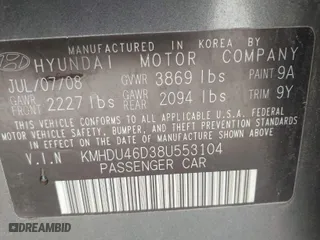 MANUFACTURED IN KOREA BY
HYUNDAI MOTOR COMPANY
JUL/07/08 GVWR 3869 lbs PAINT 9A
GAWR FRONT 2227 lbs GAWR REAR 2094 lbs TRIM 9Y
THIS VEHICLE CONFORMS TO ALL APPLICABLE U.S.
FEDERAL MOTOR VEHICLE SAFETY, BUMPER, AND
THEFT PREVENTION STANDARDS IN EFFECT ON THE
DATE OF MANUFACTURE SHOWN ABOVE
V.I.N KMHDU46D38U553104
PASSENGER CAR